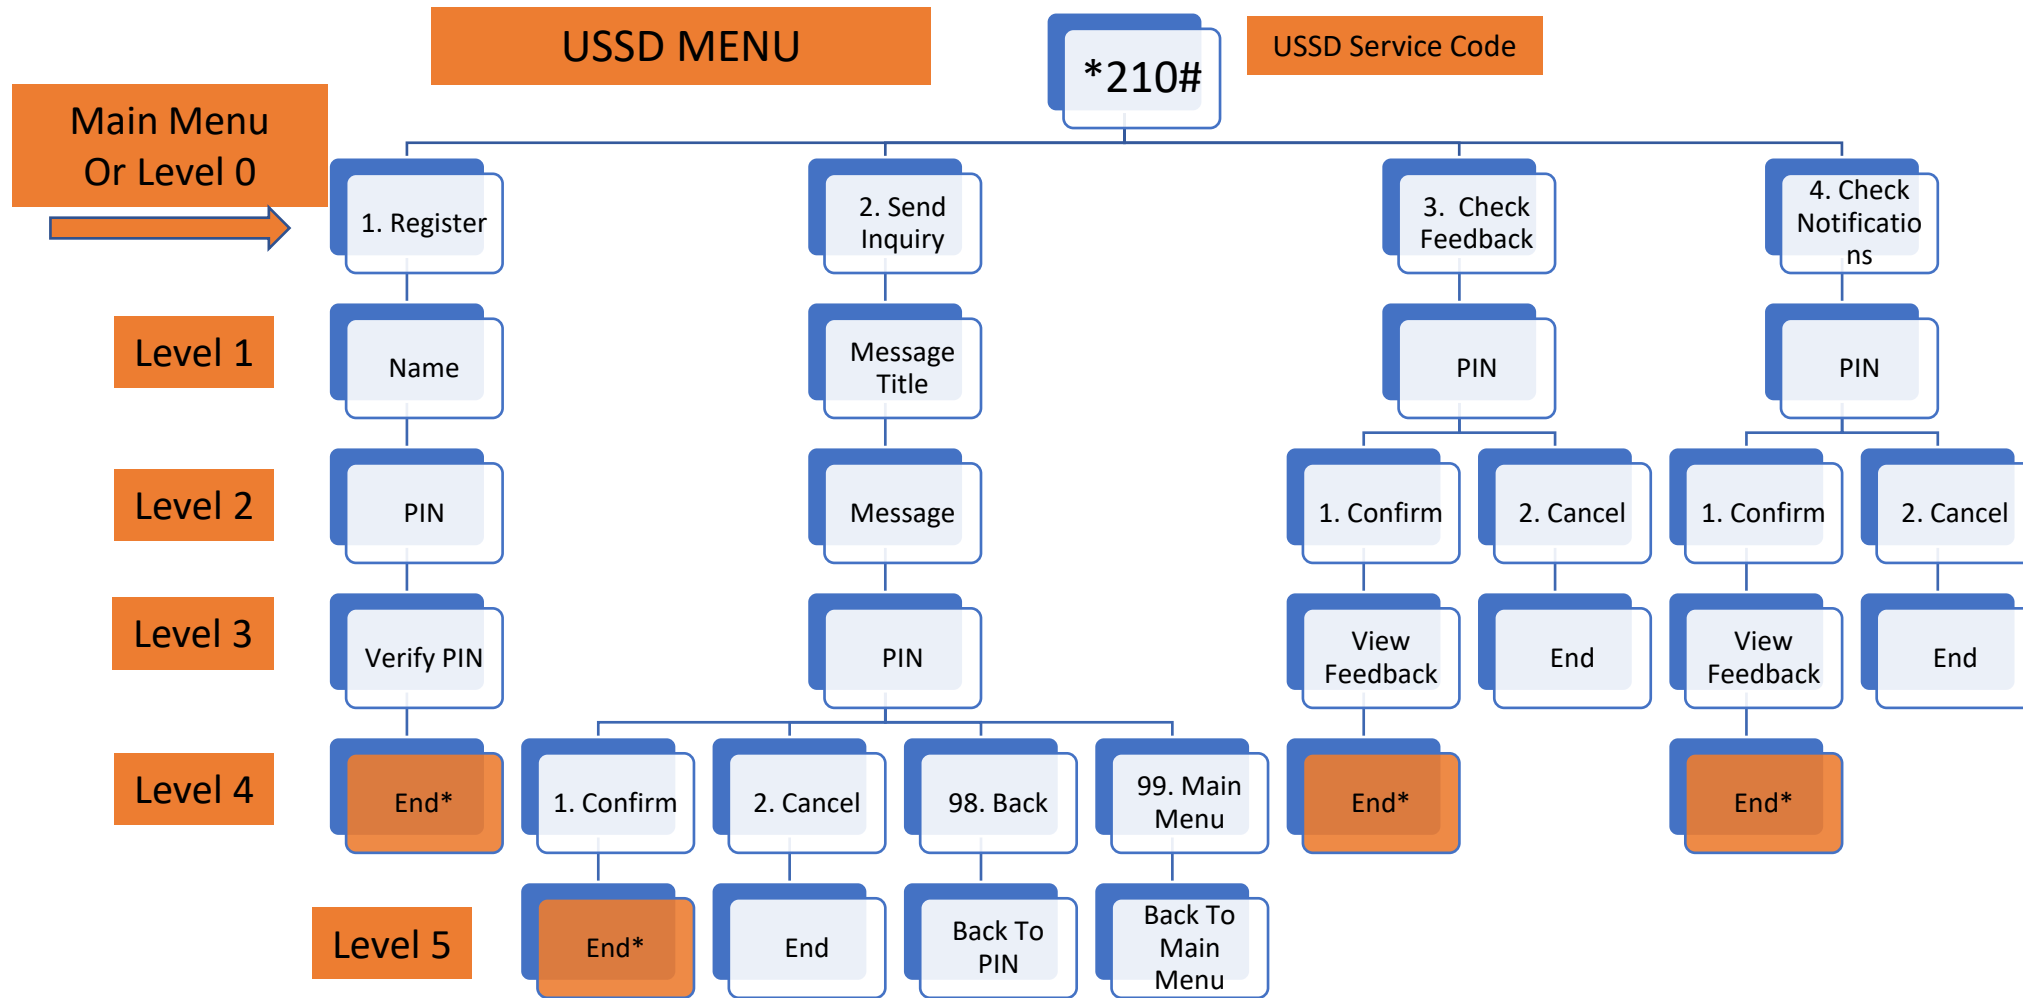 USSD MENU
*210#
USSD Service Code
Main Menu
Or Level 0
1. Register
2. Send
Inquiry
3. Check
Feedback
4. Check
Notificatio
ns
Level 1
Name
Message
Title
PIN
PIN
Level 2
PIN
Message
1. Confirm
2. Cancel
1. Confirm
2. Cancel
Level 3
Verify PIN
PIN
View
Feedback
End
View
Feedback
End
Level 4
End*
1. Confirm
2. Cancel
98. Back
99. Main
Menu
End*
End*
Level 5
End*
End
Back To
PIN
Back To
Main
Menu